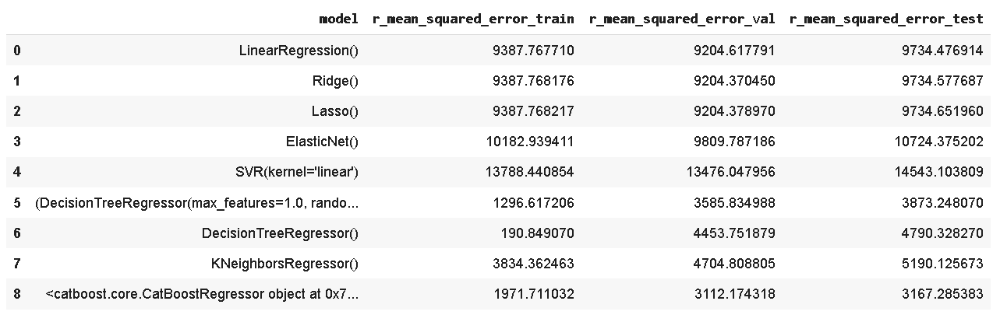 model r_mean_squared_error_train r_mean_squared_error_val r_mean_squared_error_test
0 LinearRegression() 9387.767710 9204.617791 9734.476914
1 Ridge() 9387.768176 9204.370450 9734.577687
2 Lasso() 9387.768217 9204.378970 9734.651960
3 ElasticNet() 10182.939411 9809.787186 10724.375202
4 SVR(kernel='linear') 13788.440854 13476.047956 14543.103809
5 (DecisionTreeRegressor(max_features=1.0, rando... 1296.617206 3585.834988 3873.248070
6 DecisionTreeRegressor() 190.849070 4453.751879 4790.328270
7 KNeighborsRegressor() 3834.362463 4704.808805 5190.125673
8 <catboost.core.CatBoostRegressor object at 0x7... 1971.711032 3112.174318 3167.285383